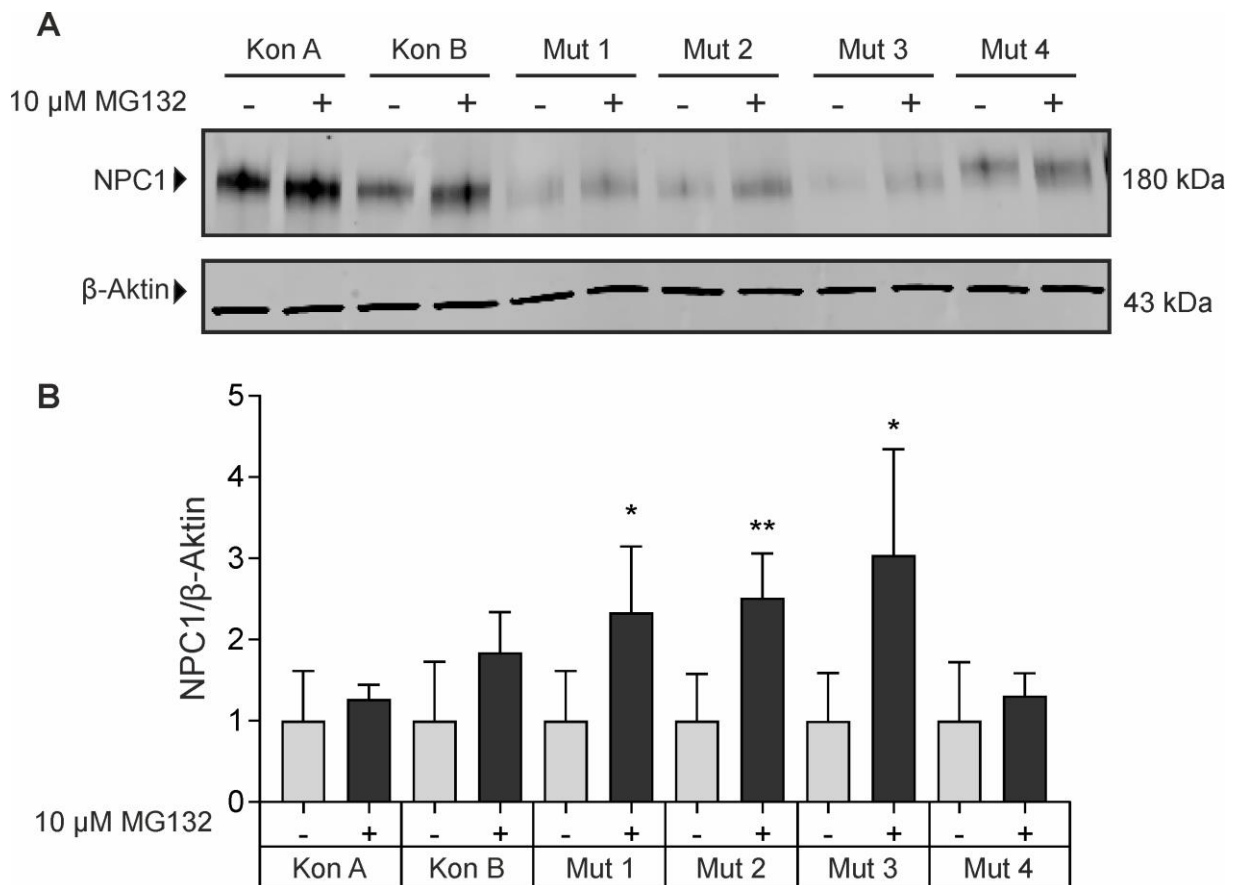 A
Kon A Kon B Mut 1 Mut 2 Mut 3 Mut 4
10 µM MG132 - + - + - + - + - + - +
NPC1 180 kDa
β-Aktin 43 kDa
B
5
4
3
2
1
0
NPC1/β-Aktin
* ** *
10 µM MG132 - + - + - + - + - + - +
Kon A Kon B Mut 1 Mut 2 Mut 3 Mut 4